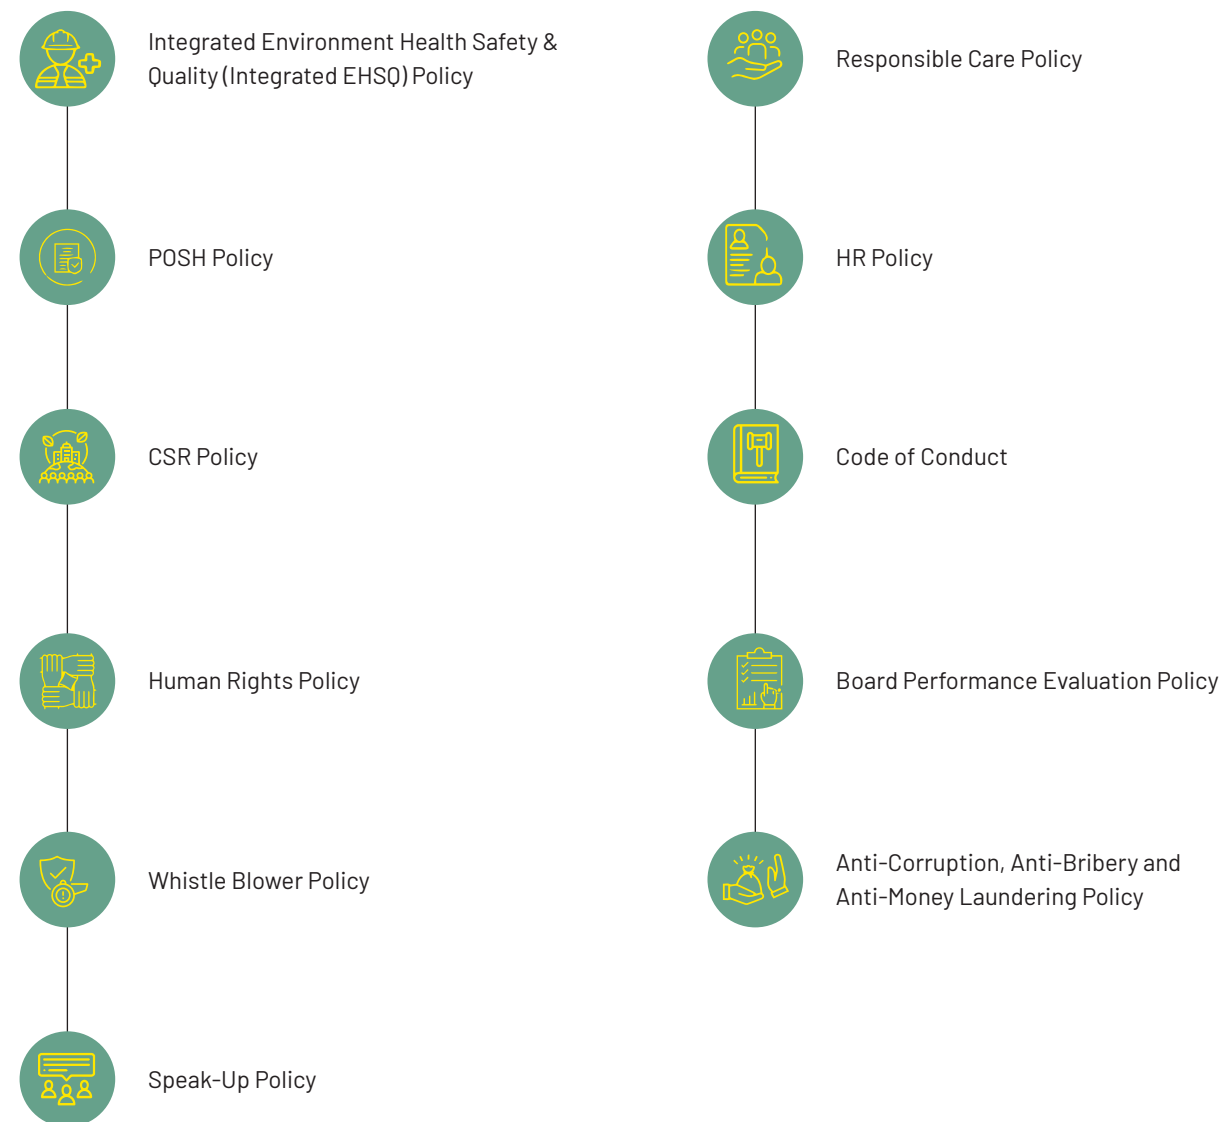 Integrated Environment Health Safety &
Quality (Integrated EHSQ) Policy
POSH Policy
CSR Policy
Human Rights Policy
Whistle Blower Policy
Speak-Up Policy
Responsible Care Policy
HR Policy
Code of Conduct
Board Performance Evaluation Policy
Anti-Corruption, Anti-Bribery and
Anti-Money Laundering Policy